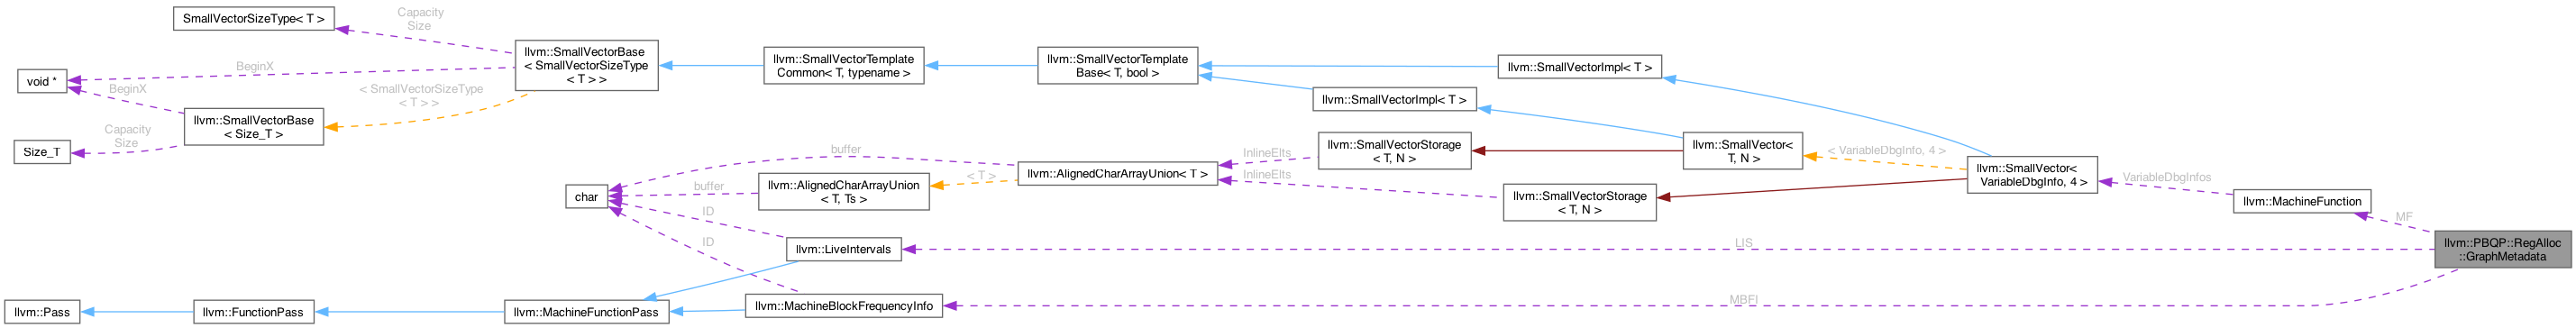 SmallVectorSizeType< T >
Capacity
Size
llvm::SmallVectorBase
< SmallVectorSizeType
< T > >
void *
BeginX
BeginX
< SmallVectorSizeType
< T > >
llvm::SmallVectorBase
< Size_T >
Capacity
Size
Size_T
llvm::SmallVectorTemplate
Common< T, typename >
llvm::SmallVectorTemplate
Base< T, bool >
llvm::SmallVectorImpl< T >
llvm::SmallVectorImpl< T >
llvm::SmallVectorStorage
< T, N >
llvm::SmallVector<
T, N >
< VariableDbgInfo, 4 >
llvm::SmallVector<
VariableDbgInfo, 4 >
buffer
InlineElts
InlineElts
llvm::AlignedCharArrayUnion< T >
< T >
llvm::AlignedCharArrayUnion
< T, Ts >
buffer
char
ID
ID
llvm::SmallVectorStorage
< T, N >
VariableDbgInfos
llvm::MachineFunction
MF
llvm::LiveIntervals
LIS
llvm::PBQP::RegAlloc
::GraphMetadata
MBFI
llvm::Pass
llvm::FunctionPass
llvm::MachineFunctionPass
llvm::MachineBlockFrequencyInfo